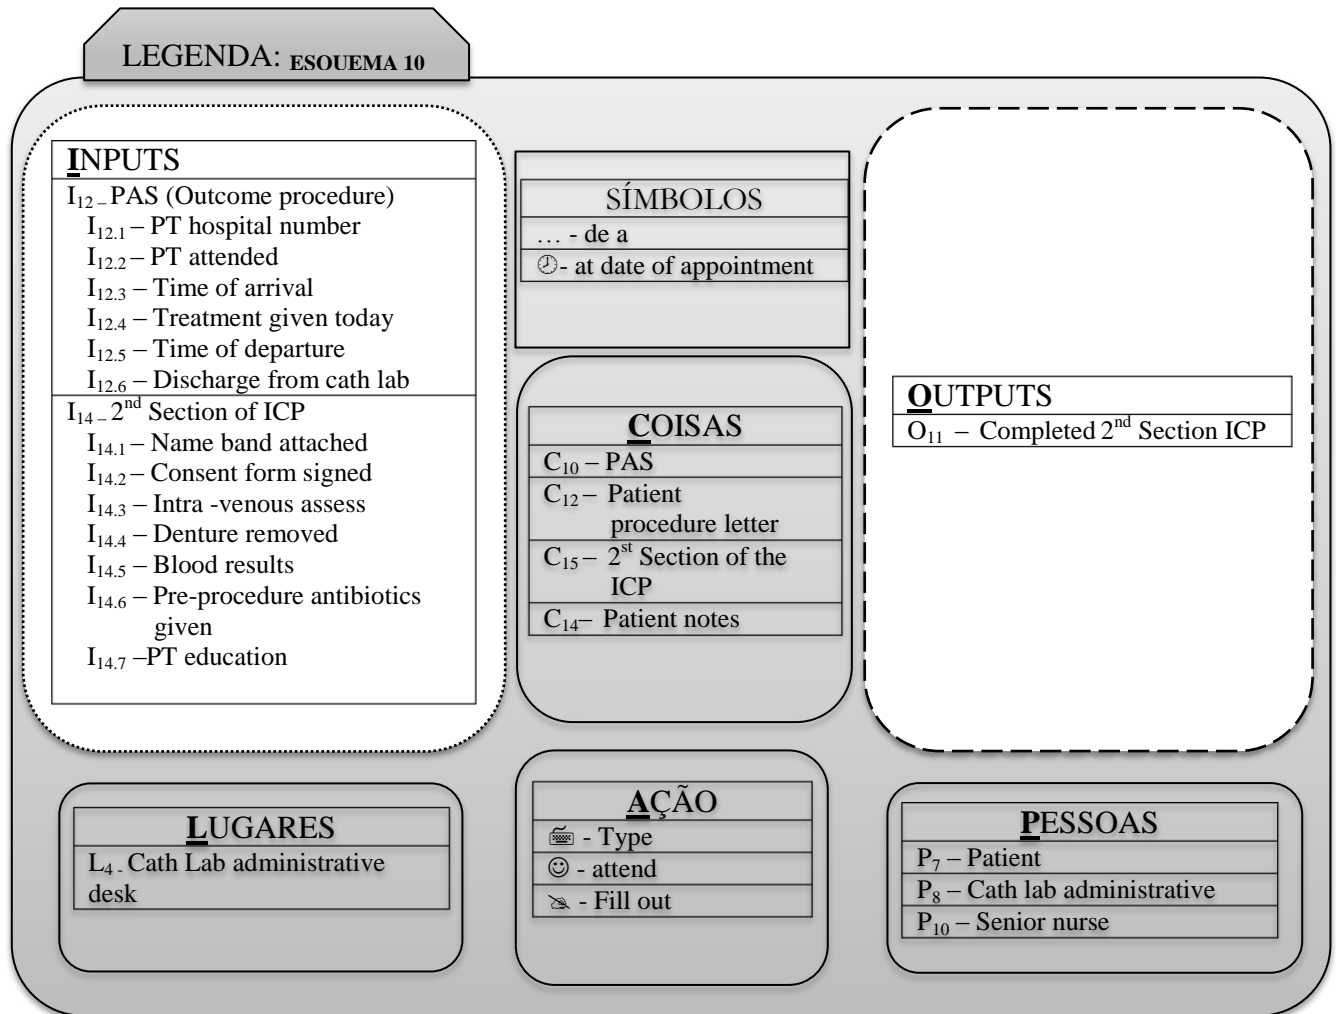 LEGENDA: ESQUEMA 10
INPUTS
I12 – PAS (Outcome procedure)
I12.1 – PT hospital number
I12.2 – PT attended
I12.3 – Time of arrival
I12.4 – Treatment given today
I12.5 – Time of departure
I12.6 – Discharge from cath lab
I14 – 2nd Section of ICP
I14.1 – Name band attached
I14.2 – Consent form signed
I14.3 – Intra -venous assess
I14.4 – Denture removed
I14.5 – Blood results
I14.6 – Pre-procedure antibiotics
given
I14.7 –PT education
SÍMBOLOS
… - de a
🕗- at date of appointment
COISAS
C10 – PAS
C12 – Patient
procedure letter
C15 – 2st Section of the
ICP
C14– Patient notes
OUTPUTS
O11 – Completed 2nd Section ICP
LUGARES
L4 - Cath Lab administrative
desk
AÇÃO
⌨ - Type
☺ - attend
✎ - Fill out
PESSOAS
P7 – Patient
P8 – Cath lab administrative
P10 – Senior nurse